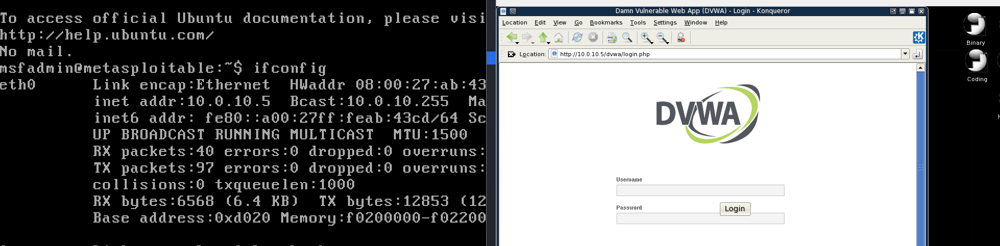 To access official Ubuntu documentation, please visi
http://help.ubuntu.com/
No mail.
msfadmin@metasploitable:~$ ifconfig
eth0 Link encap:Ethernet HWaddr 08:00:27:ab:43
inet addr:10.0.10.5 Bcast:10.0.10.255 Ma
inet6 addr: fe80::a00:27ff:feab:43cd/64 Sc
UP BROADCAST RUNNING MULTICAST MTU:1500
RX packets:40 errors:0 dropped:0 overruns:
TX packets:97 errors:0 dropped:0 overruns:
collisions:0 txqueuelen:1000
RX bytes:6568 (6.4 KB) TX bytes:12853 (12
Base address:0xd020 Memory:f0200000-f02200
Damn Vulnerable Web App (DVWA) - Login - Konqueror
Location Edit View Go Bookmarks Tools Settings Window Help
Location: http://10.0.10.5/dvwa/login.php
DVWA
Username
Password
Login
Binary
Coding